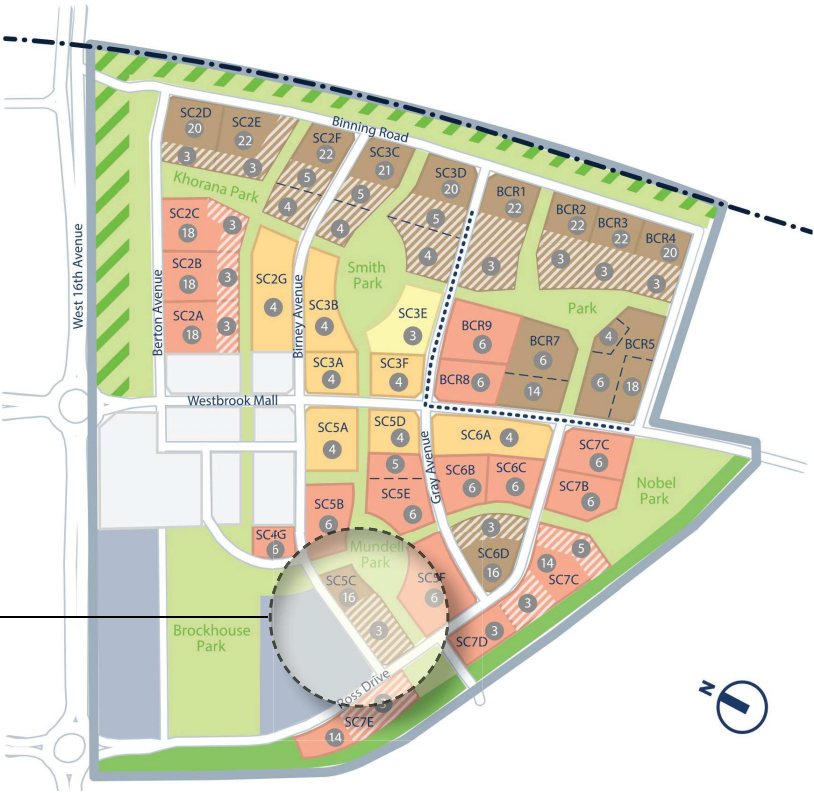 Binning Road
SC2D
20
3
SC2E
22
3
SC2F
22
5
4
SC3C
21
5
4
SC3D
20
5
4
BCR1
22
3
BCR2
22
3
BCR3
22
3
BCR4
20
3
Khorana Park
SC2C
18
3
SC2B
18
3
SC2A
18
3
SC2G
4
SC3B
4
Smith
Park
SC3E
3
SC3A
4
SC3F
4
Park
BCR9
6
BCR8
6
BCR7
6
14
BCR5
4
6
18
West 16th Avenue
Berton Avenue
Birney Avenue
Westbrook Mall
Gray Avenue
SC5A
4
SC5D
4
5
SC5E
6
SC6A
4
SC6B
6
SC6C
6
SC7C
6
SC7B
6
Nobel
Park
SC5B
6
SC4G
6
Mundell
Park
SC5C
16
3
SC5F
6
3
SC6D
16
5
14
SC7C
3
SC7D
3
Brockhouse
Park
Ross Drive
5
SC7E
14
N